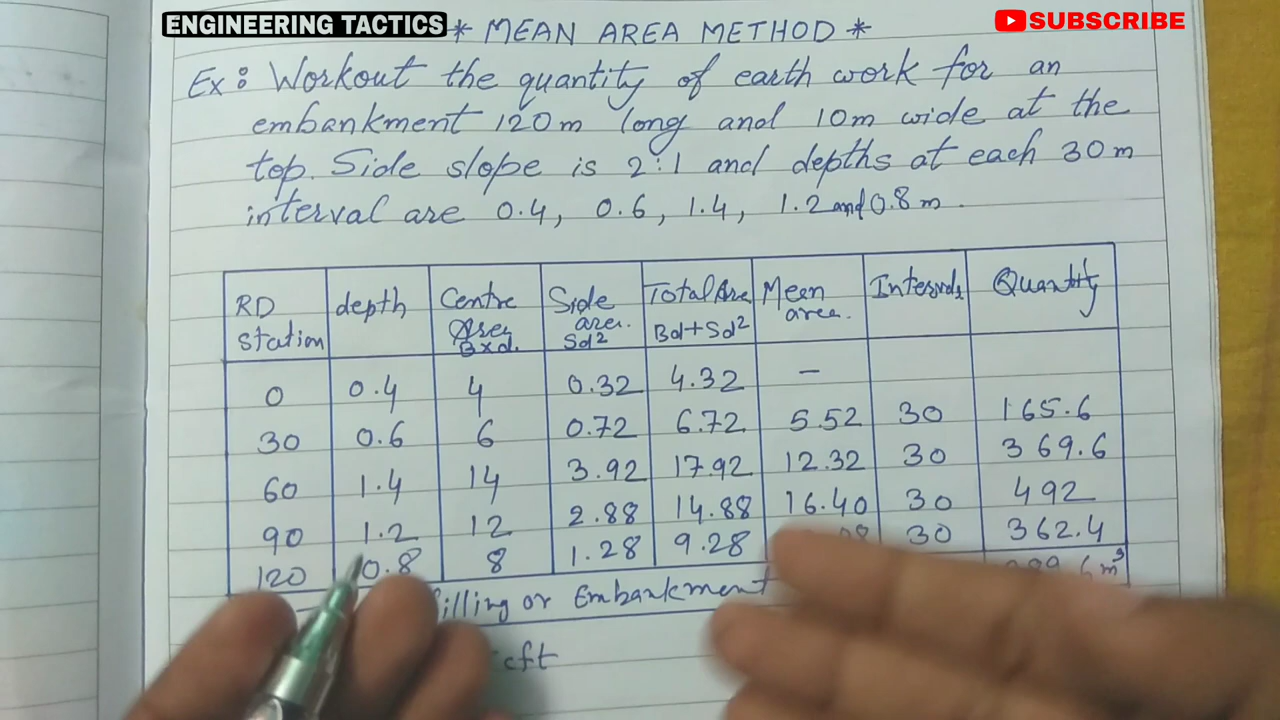 ENGINEERING TACTICS
SUBSCRIBE
* MEAN AREA METHOD *
Ex: Workout the quantity of earth work for an
embankment 120m long and 10m wide at the
top. Side slope is 2:1 and depths at each 30m
interval are 0.4, 0.6, 1.4, 1.2 and 0.8m.
RD Station depth Centre Area Bxd. Side area. Sd² Total Are Bd+Sd² Mean area. Intervals Quantity
0 0.4 4 0.32 4.32 —
30 0.6 6 0.72 6.72 5.52 30 165.6
60 1.4 14 3.92 17.92 12.32 30 369.6
90 1.2 12 2.88 14.88 16.40 30 492
120 0.8 8 1.28 9.28 30 362.4
filling or Embankment m³
cft